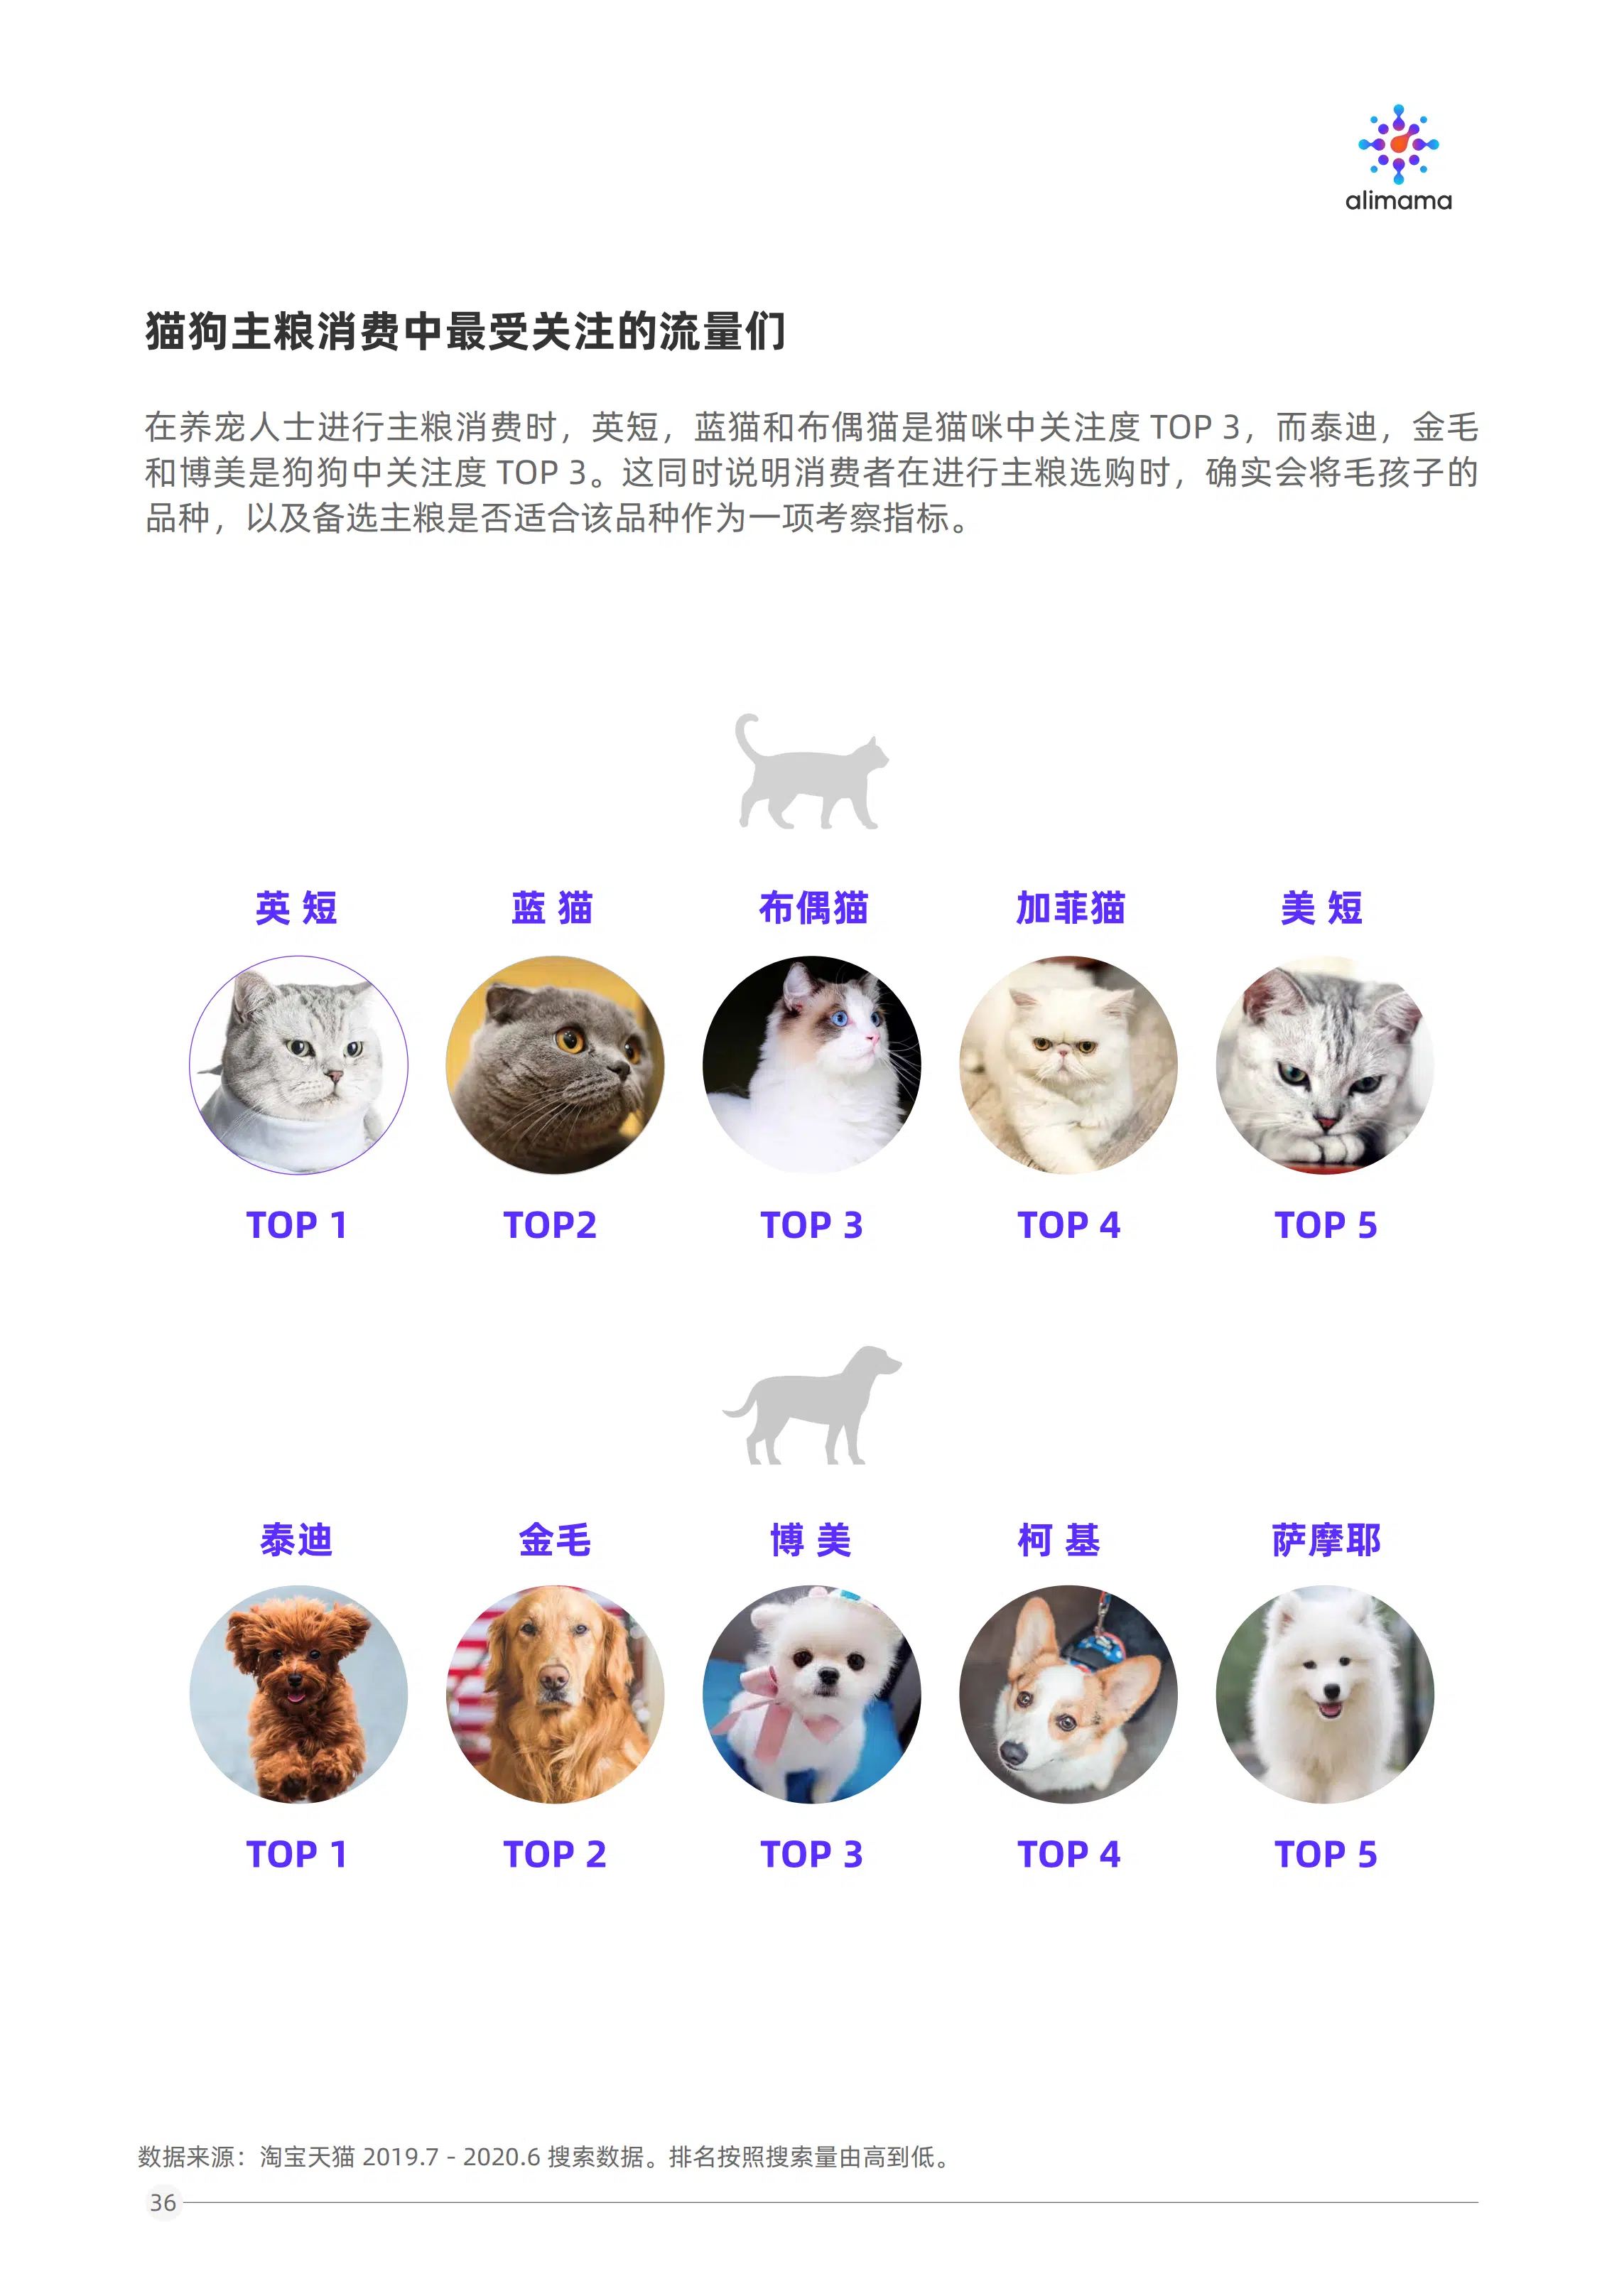 alimama
猫狗主粮消费中最受关注的流量们
在养宠人士进行主粮消费时，英短，蓝猫和布偶猫是猫咪中关注度 TOP 3，而泰迪，金毛
和博美是狗狗中关注度 TOP 3。这同时说明消费者在进行主粮选购时，确实会将毛孩子的
品种，以及备选主粮是否适合该品种作为一项考察指标。
英 短 蓝 猫 布偶猫 加菲猫 美 短
TOP 1 TOP2 TOP 3 TOP 4 TOP 5
泰迪 金毛 博 美 柯 基 萨摩耶
TOP 1 TOP 2 TOP 3 TOP 4 TOP 5
数据来源：淘宝天猫 2019.7 - 2020.6 搜索数据。排名按照搜索量由高到低。
36